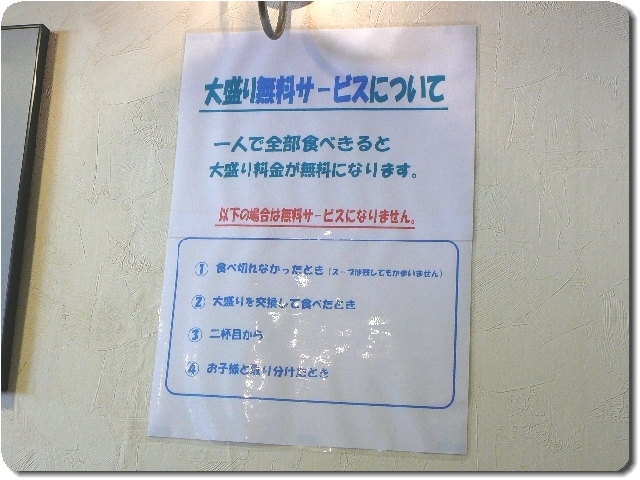 大盛り無料サービスについて
一人で全部食べきると
大盛り料金が無料になります。
以下の場合は無料サービスになりません。
① 食べ切れなかったとき（スープは残してもかまいません）
② 大盛りを交換して食べたとき
③ 二杯目から
④ お子様と取り分けたとき